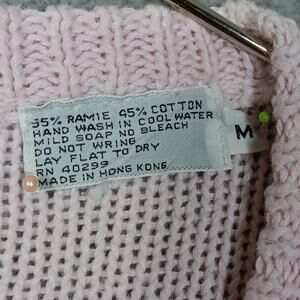 55% RAMIE 45% COTTON
HAND WASH IN COOL WATER
MILD SOAP NO BLEACH
DO NOT WRING
LAY FLAT TO DRY
RN 40299
MADE IN HONG KONG
M